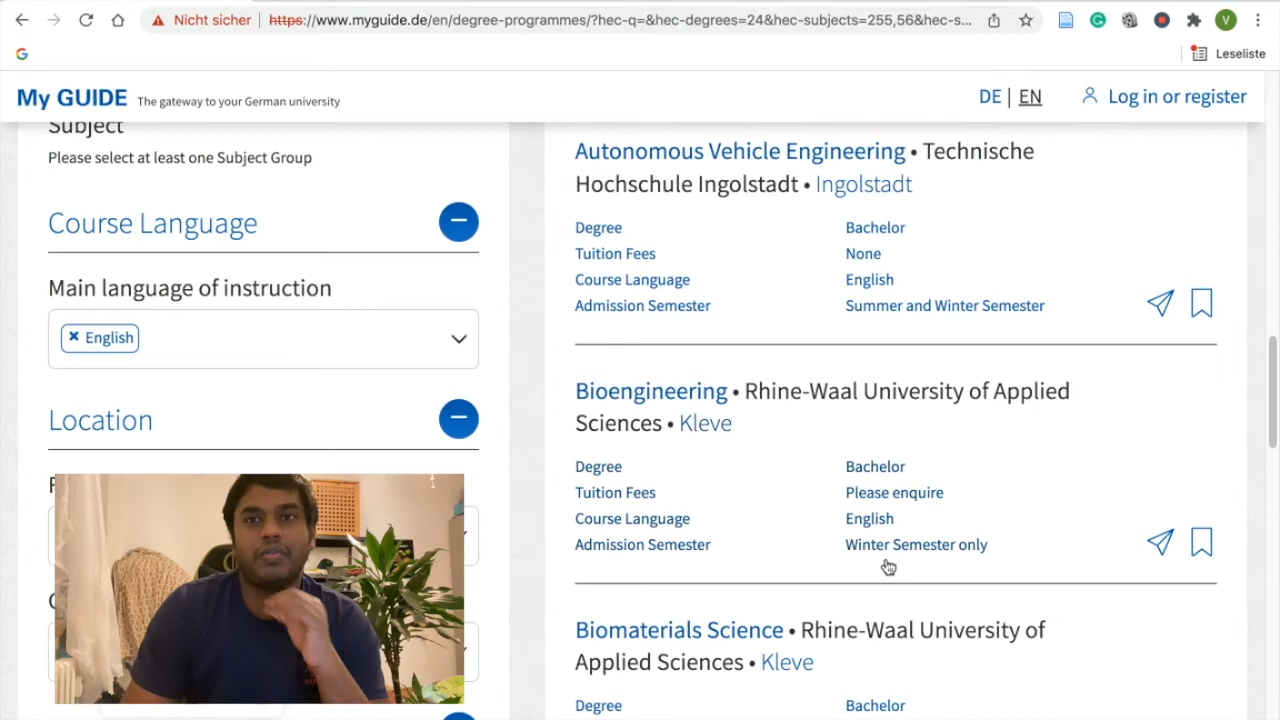 Nicht sicher | https://www.myguide.de/en/degree-programmes/?hec-q=&hec-degrees=24&hec-subjects=255,56&hec-s...
V
G
Leseliste
My GUIDE The gateway to your German university
DE | EN
Log in or register
Subject
Please select at least one Subject Group
Course Language
Main language of instruction
English
Location
Autonomous Vehicle Engineering • Technische
Hochschule Ingolstadt • Ingolstadt
Degree Bachelor
Tuition Fees None
Course Language English
Admission Semester Summer and Winter Semester
Bioengineering • Rhine-Waal University of Applied
Sciences • Kleve
Degree Bachelor
Tuition Fees Please enquire
Course Language English
Admission Semester Winter Semester only
Biomaterials Science • Rhine-Waal University of
Applied Sciences • Kleve
Degree Bachelor